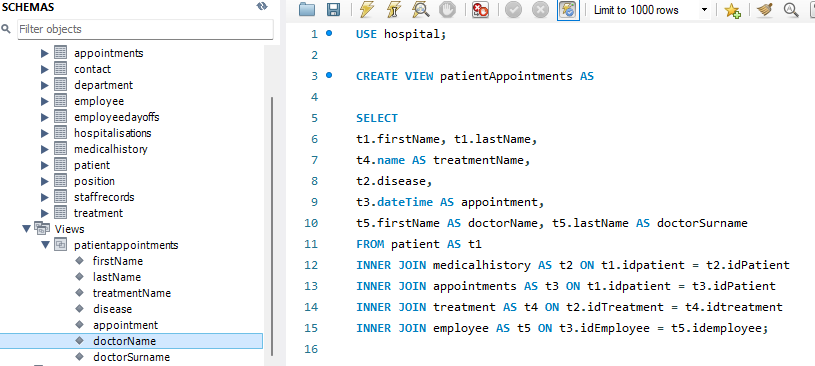 SCHEMAS
Filter objects
appointments
contact
department
employee
employeedayoffs
hospitalisations
medicalhistory
patient
position
staffrecords
treatment
Views
patientappointments
firstName
lastName
treatmentName
disease
appointment
doctorName
doctorSurname
Limit to 1000 rows
1 USE hospital;
2
3 CREATE VIEW patientAppointments AS
4
5 SELECT
6 t1.firstName, t1.lastName,
7 t4.name AS treatmentName,
8 t2.disease,
9 t3.dateTime AS appointment,
10 t5.firstName AS doctorName, t5.lastName AS doctorSurname
11 FROM patient AS t1
12 INNER JOIN medicalhistory AS t2 ON t1.idpatient = t2.idPatient
13 INNER JOIN appointments AS t3 ON t1.idpatient = t3.idPatient
14 INNER JOIN treatment AS t4 ON t2.idTreatment = t4.idtreatment
15 INNER JOIN employee AS t5 ON t3.idEmployee = t5.idemployee;
16